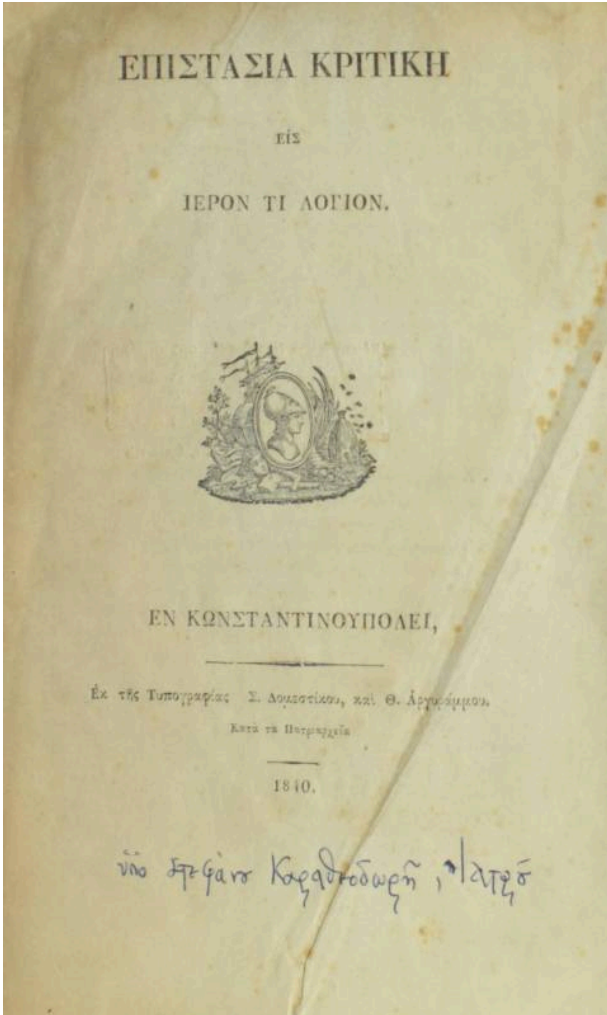 ΕΠΙΣΤΑΣΙΑ ΚΡΙΤΙΚΗ
ΕἰΣ
ΙΕΡΟΝ ΤΙ ΛΟΓΙΟΝ.
ΕΝ ΚΩΝΣΤΑΝΤΙΝΟΥΠΟΛΕΙ,
Ἐκ τῆς Τυπογραφίας Σ. Δομεστίκου, καὶ Θ. Ἀργυράμμου.
Κατὰ τὰ Πατριαρχεῖα
1840.
ὑπὸ Στεφάνου Καραθεοδωρῆ, Ἰατροῦ